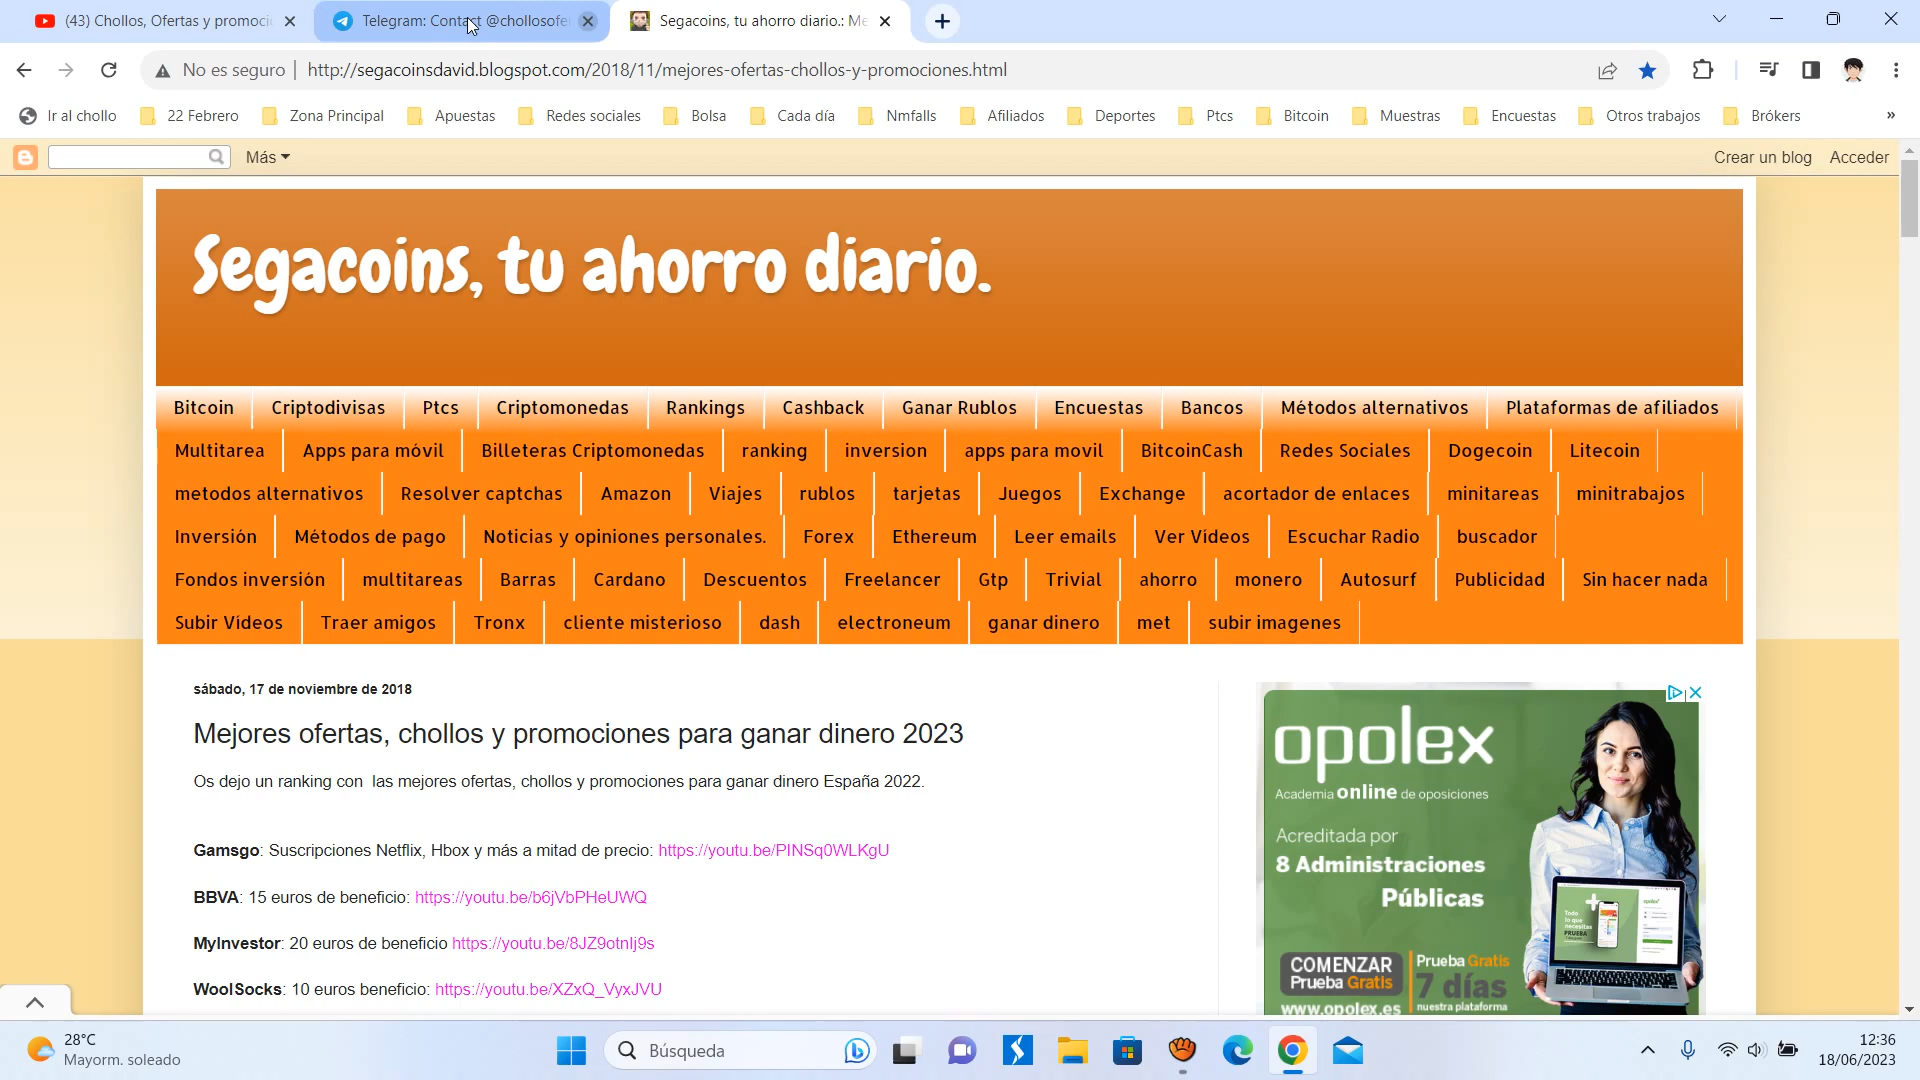 (43) Chollos, Ofertas y promoci
Telegram: Contact @chollosofe
Segacoins, tu ahorro diario.: Me
No es seguro
http://segacoinsdavid.blogspot.com/2018/11/mejores-ofertas-chollos-y-promociones.html
Ir al chollo
22 Febrero
Zona Principal
Apuestas
Redes sociales
Bolsa
Cada día
Nmfalls
Afiliados
Deportes
Ptcs
Bitcoin
Muestras
Encuestas
Otros trabajos
Brókers
»
Más
Crear un blog
Acceder
Segacoins, tu ahorro diario.
Bitcoin Criptodivisas Ptcs Criptomonedas Rankings Cashback Ganar Rublos Encuestas Bancos Métodos alternativos Plataformas de afiliados
Multitarea Apps para móvil Billeteras Criptomonedas ranking inversion apps para movil BitcoinCash Redes Sociales Dogecoin Litecoin
metodos alternativos Resolver captchas Amazon Viajes rublos tarjetas Juegos Exchange acortador de enlaces minitareas minitrabajos
Inversión Métodos de pago Noticias y opiniones personales. Forex Ethereum Leer emails Ver Vídeos Escuchar Radio buscador
Fondos inversión multitareas Barras Cardano Descuentos Freelancer Gtp Trivial ahorro monero Autosurf Publicidad Sin hacer nada
Subir Vídeos Traer amigos Tronx cliente misterioso dash electroneum ganar dinero met subir imagenes
sábado, 17 de noviembre de 2018
Mejores ofertas, chollos y promociones para ganar dinero 2023
Os dejo un ranking con las mejores ofertas, chollos y promociones para ganar dinero España 2022.
Gamsgo: Suscripciones Netflix, Hbox y más a mitad de precio: https://youtu.be/PINSq0WLKgU
BBVA: 15 euros de beneficio: https://youtu.be/b6jVbPHeUWQ
MyInvestor: 20 euros de beneficio https://youtu.be/8JZ9otnIj9s
WoolSocks: 10 euros beneficio: https://youtu.be/XZxQ_VyxJVU
opolex
Academia online de oposiciones
Acreditada por
8 Administraciones
Públicas
COMENZAR
Prueba Gratis
Prueba Gratis
7 días
www.opolex.es
nuestra plataforma
28°C
Mayorm. soleado
Búsqueda
12:36
18/06/2023